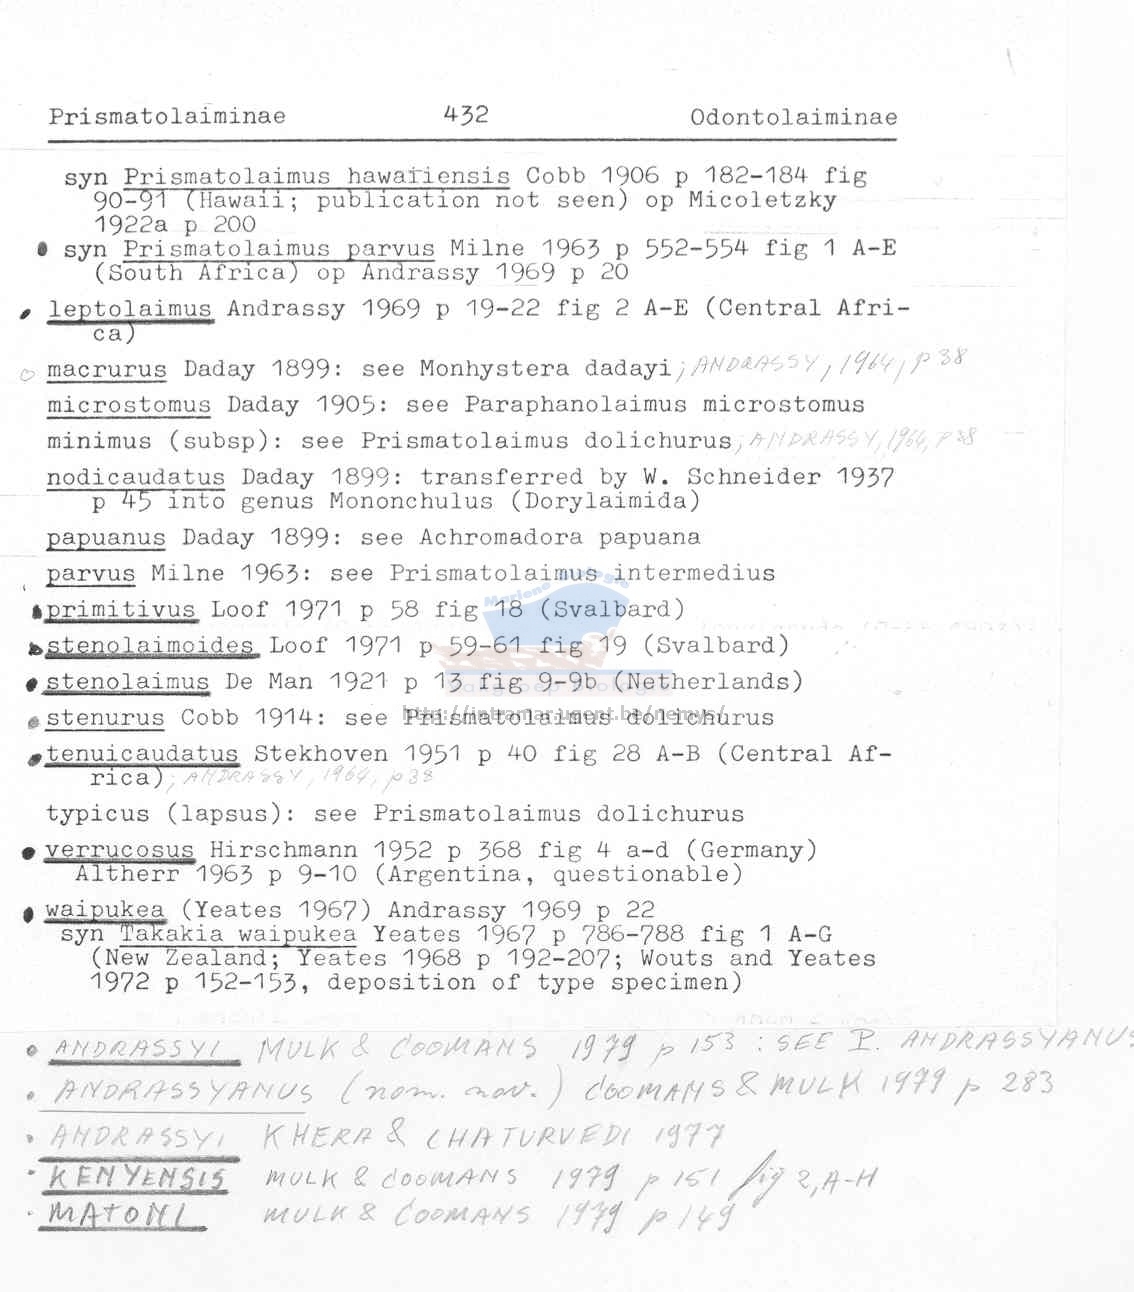 Prismatolaiminae 432 Odontolaiminae
syn Prismatolaimus hawaiiensis Cobb 1906 p 182-184 fig
90-91 (Hawaii; publication not seen) op Micoletzky
1922a p 200
syn Prismatolaimus parvus Milne 1963 p 552-554 fig 1 A-E
(South Africa) op Andrassy 1969 p 20
leptolaimus Andrassy 1969 p 19-22 fig 2 A-E (Central Afri-
ca)
macrurus Daday 1899: see Monhystera dadayi; ANDRASSY, 1964, p 38
microstomus Daday 1905: see Paraphanolaimus microstomus
minimus (subsp): see Prismatolaimus dolichurus; ANDRASSY, 1964, p 38
nodicaudatus Daday 1899: transferred by W. Schneider 1937
p 45 into genus Mononchulus (Dorylaimida)
papuanus Daday 1899: see Achromadora papuana
parvus Milne 1963: see Prismatolaimus intermedius
primitivus Loof 1971 p 58 fig 18 (Svalbard)
stenolaimoides Loof 1971 p 59-61 fig 19 (Svalbard)
stenolaimus De Man 1921 p 13 fig 9-9b (Netherlands)
stenurus Cobb 1914: see Prismatolaimus dolichurus
http://intramar.ugent.be/nemys/
tenuicaudatus Stekhoven 1951 p 40 fig 28 A-B (Central Af-
rica); ANDRASSY, 1964, p 38
typicus (lapsus): see Prismatolaimus dolichurus
verrucosus Hirschmann 1952 p 368 fig 4 a-d (Germany)
Altherr 1963 p 9-10 (Argentina, questionable)
waipukea (Yeates 1967) Andrassy 1969 p 22
syn Takakia waipukea Yeates 1967 p 786-788 fig 1 A-G
(New Zealand; Yeates 1968 p 192-207; Wouts and Yeates
1972 p 152-153, deposition of type specimen)
ANDRASSYI MULK & COOMANS 1979 p 153 : SEE P. ANDRASSYANUS
ANDRASSYANUS (nom. nov.) COOMANS & MULK 1979 p 283
ANDRASSYI KHERA & CHATURVEDI 1977
KENYENSIS MULK & COOMANS 1979 p 151 fig 2, A-H
MATONI MULK & COOMANS 1979 p 149